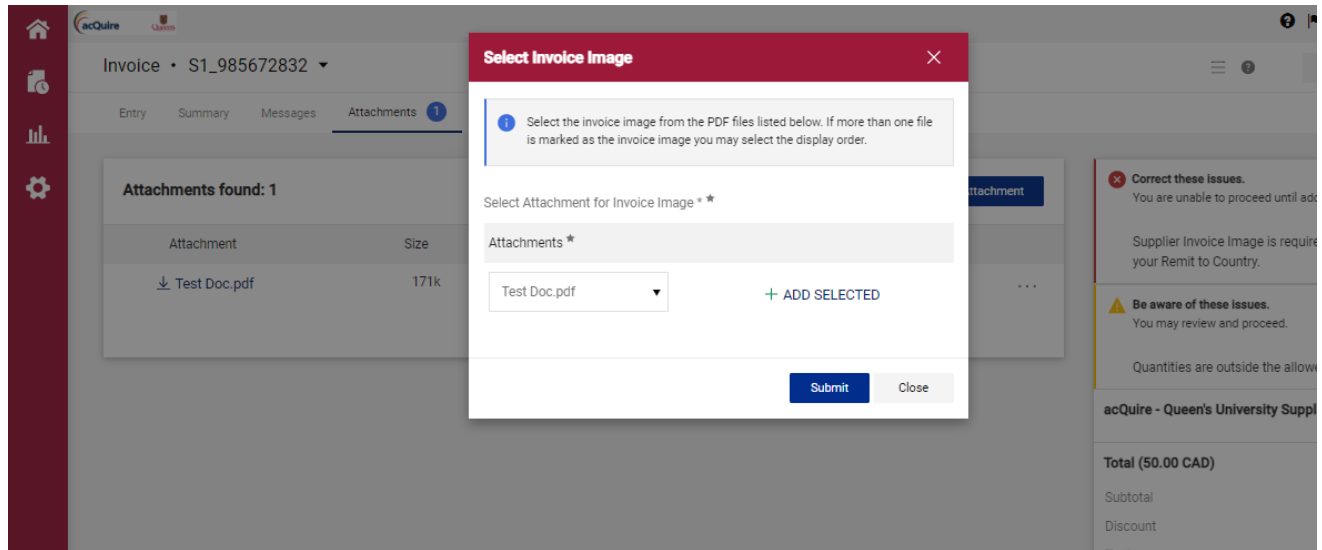 acQuire Queen's
Invoice • S1_985672832
Entry Summary Messages Attachments 1
Attachments found: 1
Attachment Size
Test Doc.pdf 171k
Select Invoice Image
Select the invoice image from the PDF files listed below. If more than one file
is marked as the invoice image you may select the display order.
Select Attachment for Invoice Image * ★
Attachments ★
Test Doc.pdf
+ ADD SELECTED
Submit Close
ttachment
...
Correct these issues.
You are unable to proceed until add
Supplier Invoice Image is require
your Remit to Country.
Be aware of these issues.
You may review and proceed.
Quantities are outside the allowe
acQuire - Queen's University Suppl
Total (50.00 CAD)
Subtotal
Discount